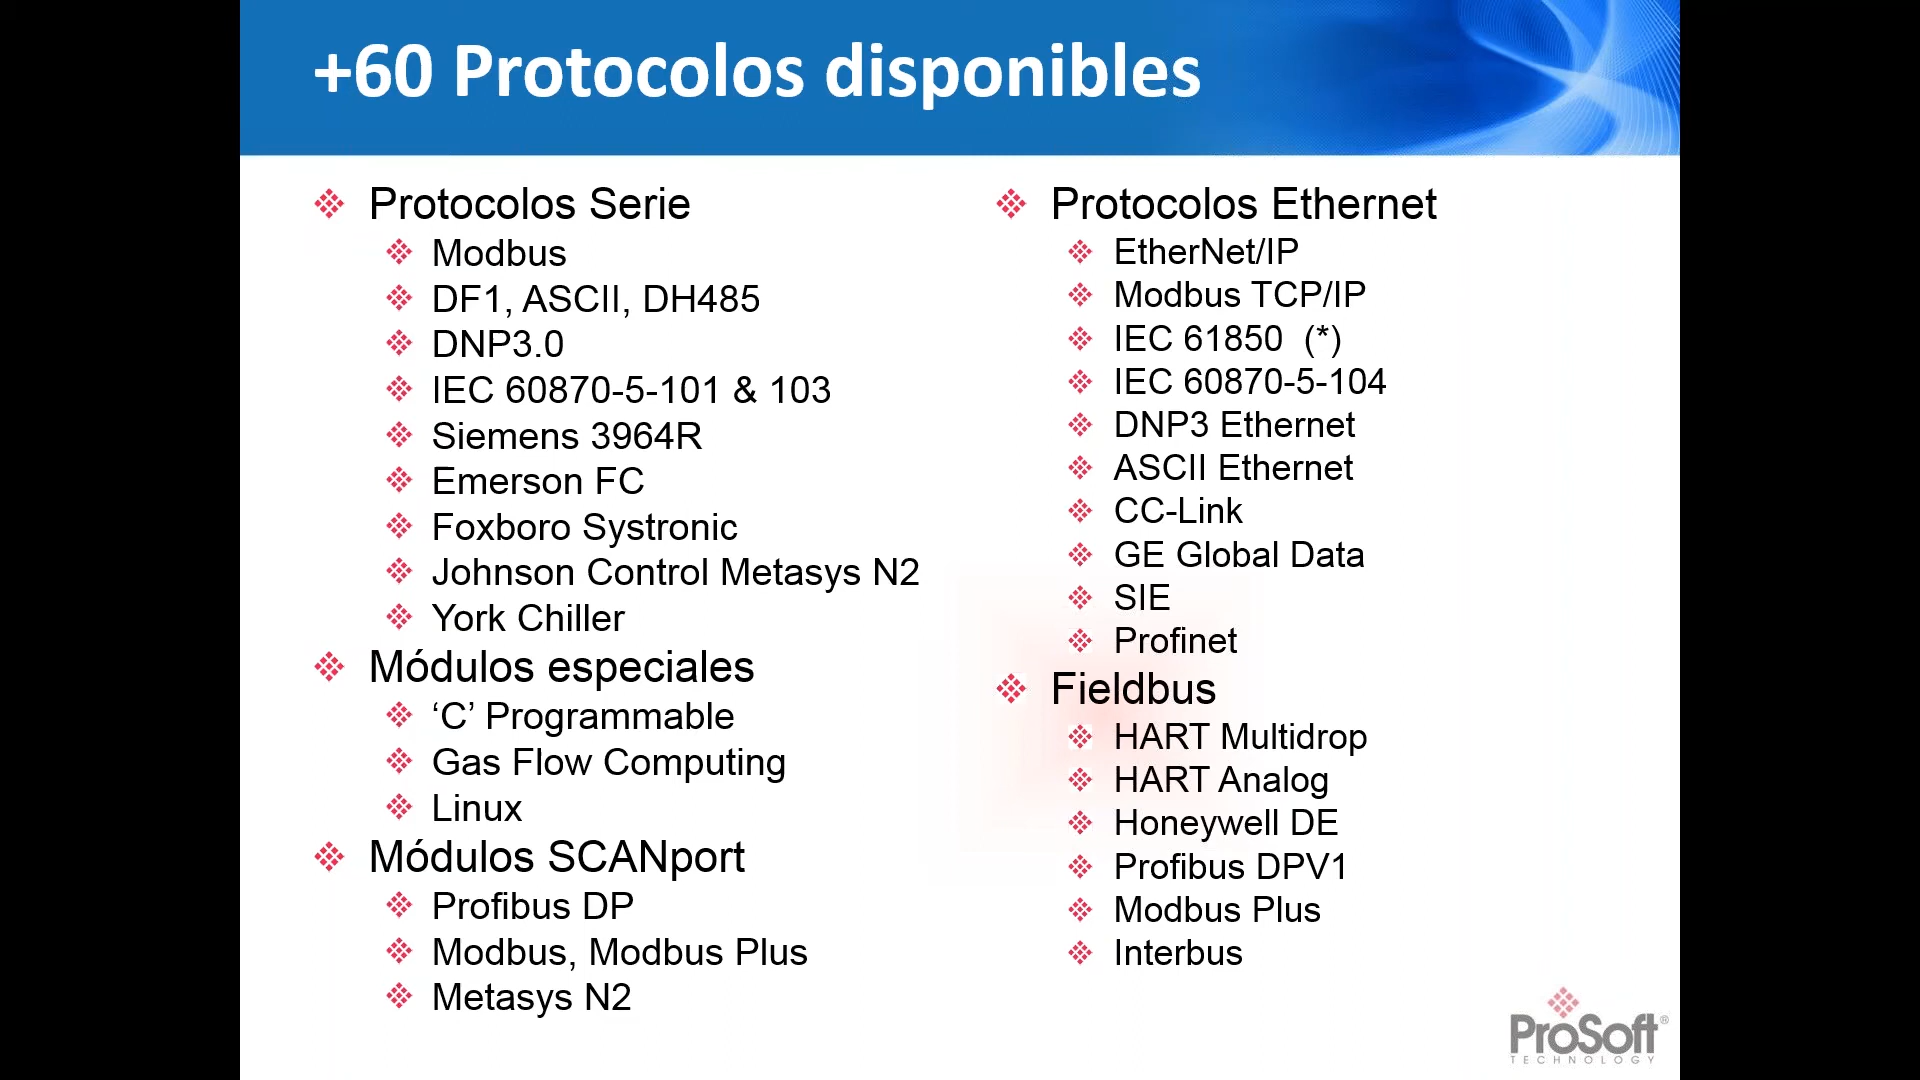 +60 Protocolos disponibles
Protocolos Serie
Modbus
DF1, ASCII, DH485
DNP3.0
IEC 60870-5-101 & 103
Siemens 3964R
Emerson FC
Foxboro Systronic
Johnson Control Metasys N2
York Chiller
Módulos especiales
‘C’ Programmable
Gas Flow Computing
Linux
Módulos SCANport
Profibus DP
Modbus, Modbus Plus
Metasys N2
Protocolos Ethernet
EtherNet/IP
Modbus TCP/IP
IEC 61850 (*)
IEC 60870-5-104
DNP3 Ethernet
ASCII Ethernet
CC-Link
GE Global Data
SIE
Profinet
Fieldbus
HART Multidrop
HART Analog
Honeywell DE
Profibus DPV1
Modbus Plus
Interbus
ProSoft®
TECHNOLOGY